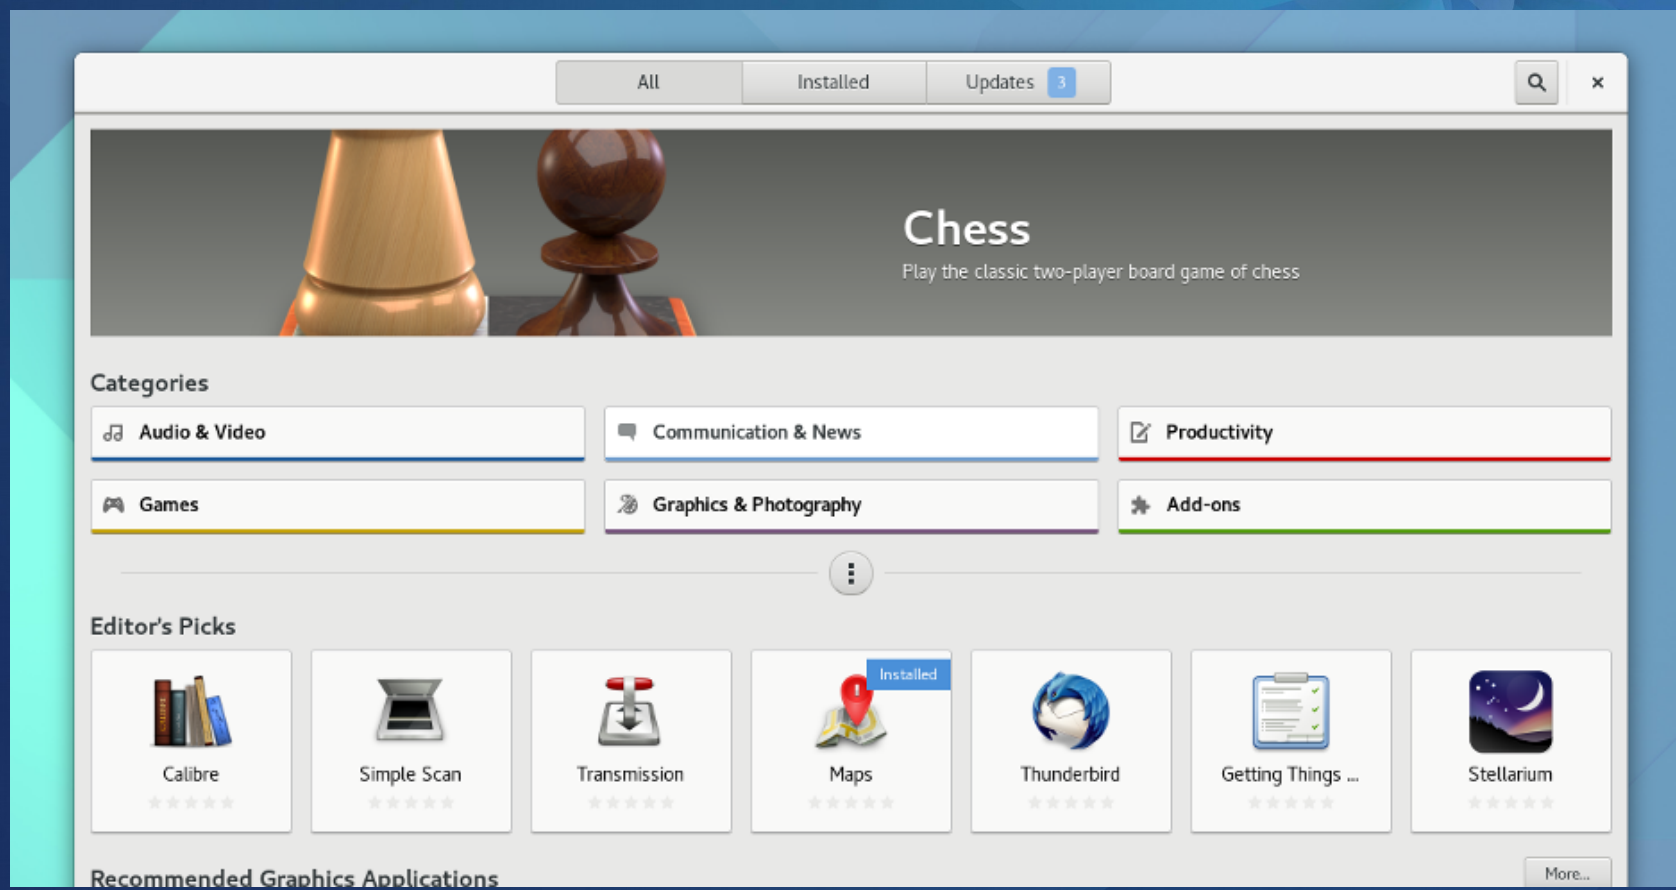 All
Installed
Updates 3
Chess
Play the classic two-player board game of chess
Categories
Audio & Video
Communication & News
Productivity
Games
Graphics & Photography
Add-ons
Editor's Picks
Installed
Calibre
Simple Scan
Transmission
Maps
Thunderbird
Getting Things ...
Stellarium
Recommended Graphics Applications
More...